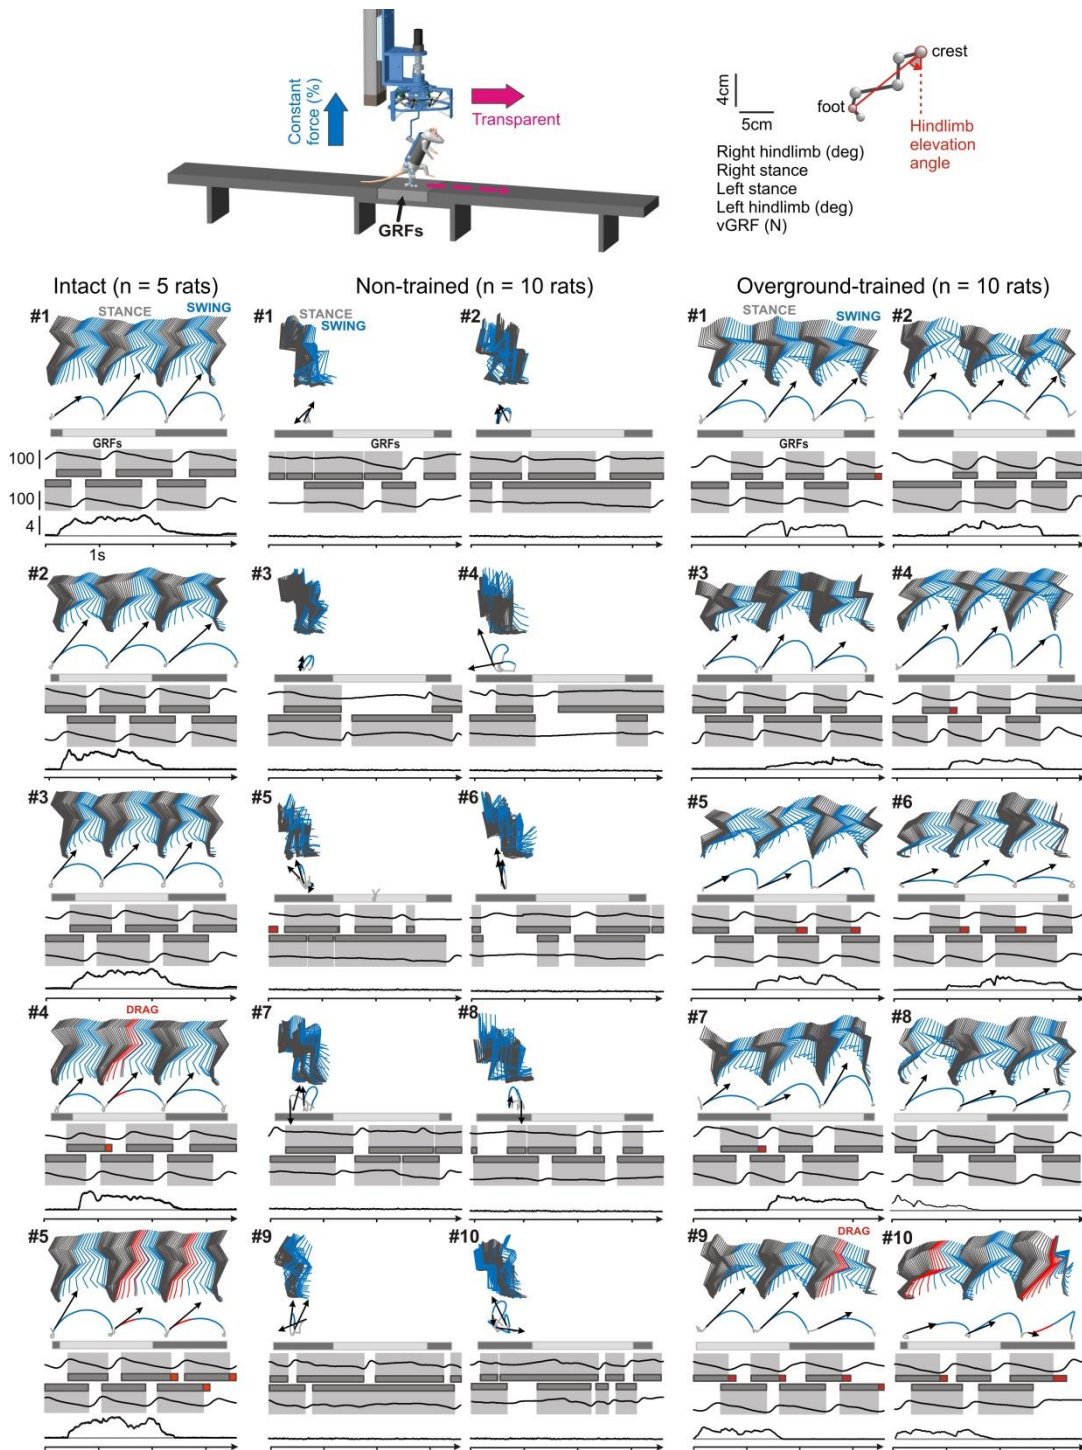 Constant
force (%)
Transparent
GRFs
4cm
5cm
crest
foot
Hindlimb
elevation
angle
Right hindlimb (deg)
Right stance
Left stance
Left hindlimb (deg)
vGRF (N)
Intact (n = 5 rats)
Non-trained (n = 10 rats)
Overground-trained (n = 10 rats)
#1
STANCE
SWING
#1
STANCE
SWING
#2
#1
STANCE
SWING
#2
GRFs
GRFs
GRFs
100
100
4
1s
#2
#3
#4
#3
#4
#3
#5
#6
#5
#6
#4
DRAG
#7
#8
#7
#8
#5
#9
#10
#9
DRAG
#10